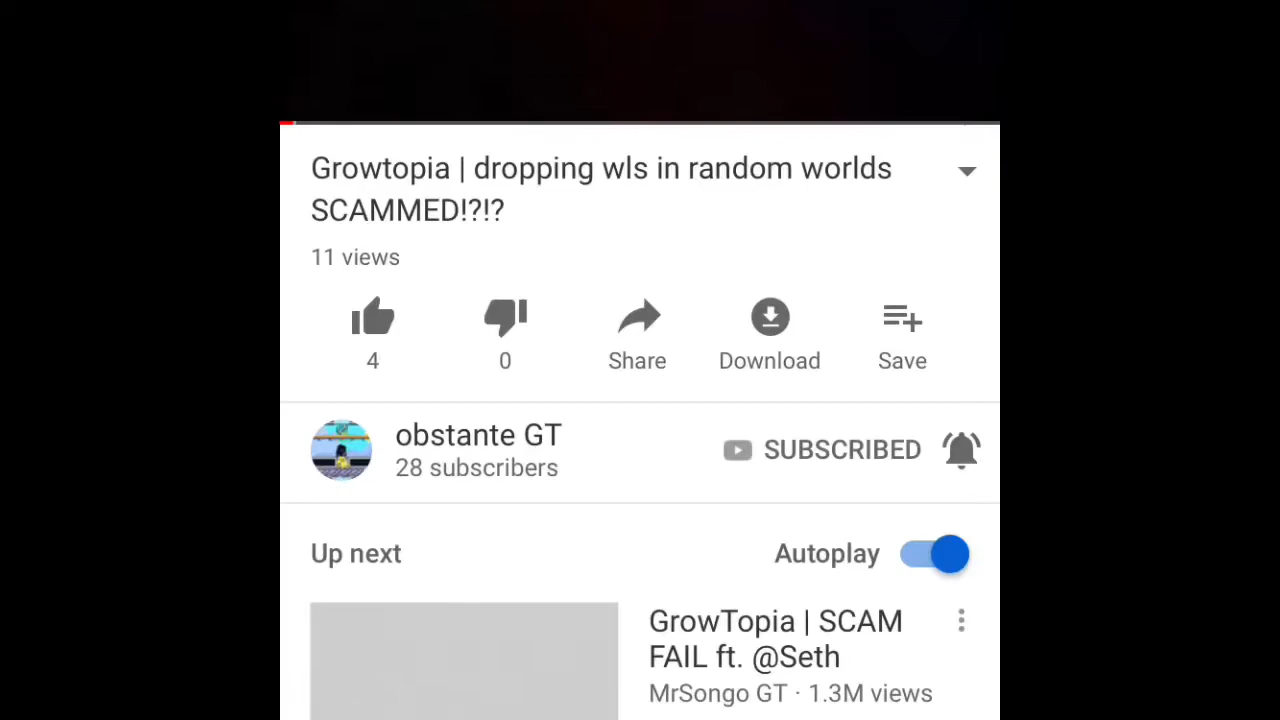 Growtopia | dropping wls in random worlds
SCAMMED!?!?
11 views
4
0
Share
Download
Save
obstante GT
28 subscribers
SUBSCRIBED
Up next
Autoplay
GrowTopia | SCAM
FAIL ft. @Seth
MrSongo GT · 1.3M views